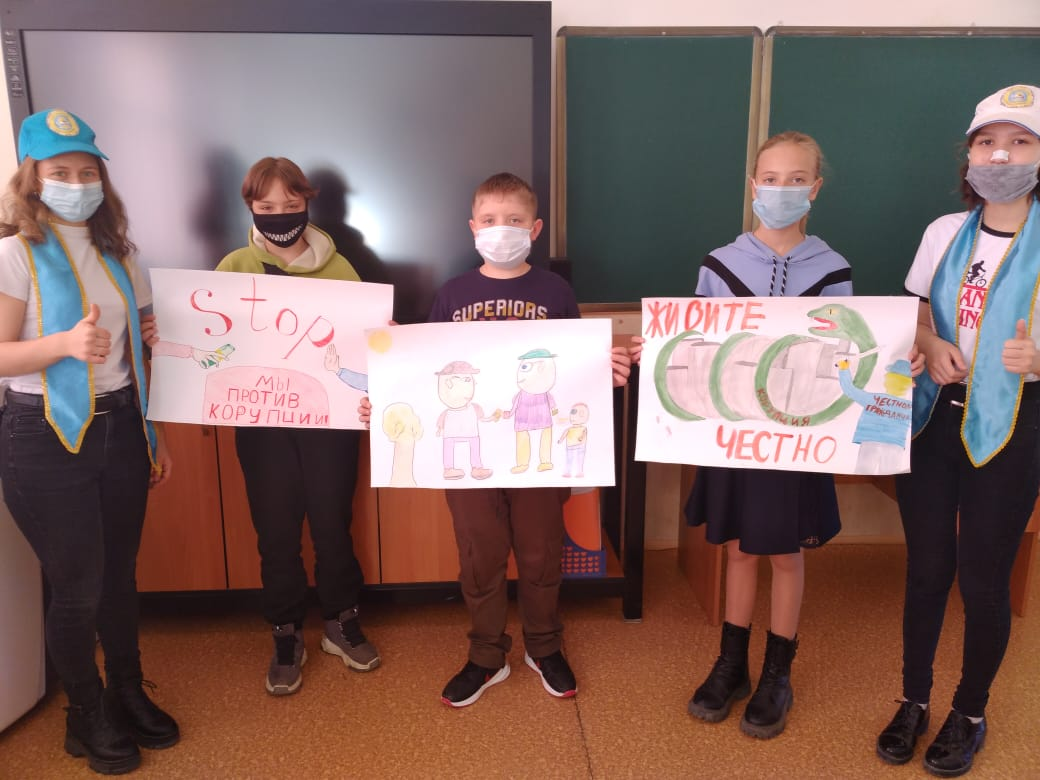 Stop
МЫ
ПРОТИВ
КОРУПЦИИ!
SUPERIORS
ЖИВИТЕ
ЧЕСТНО